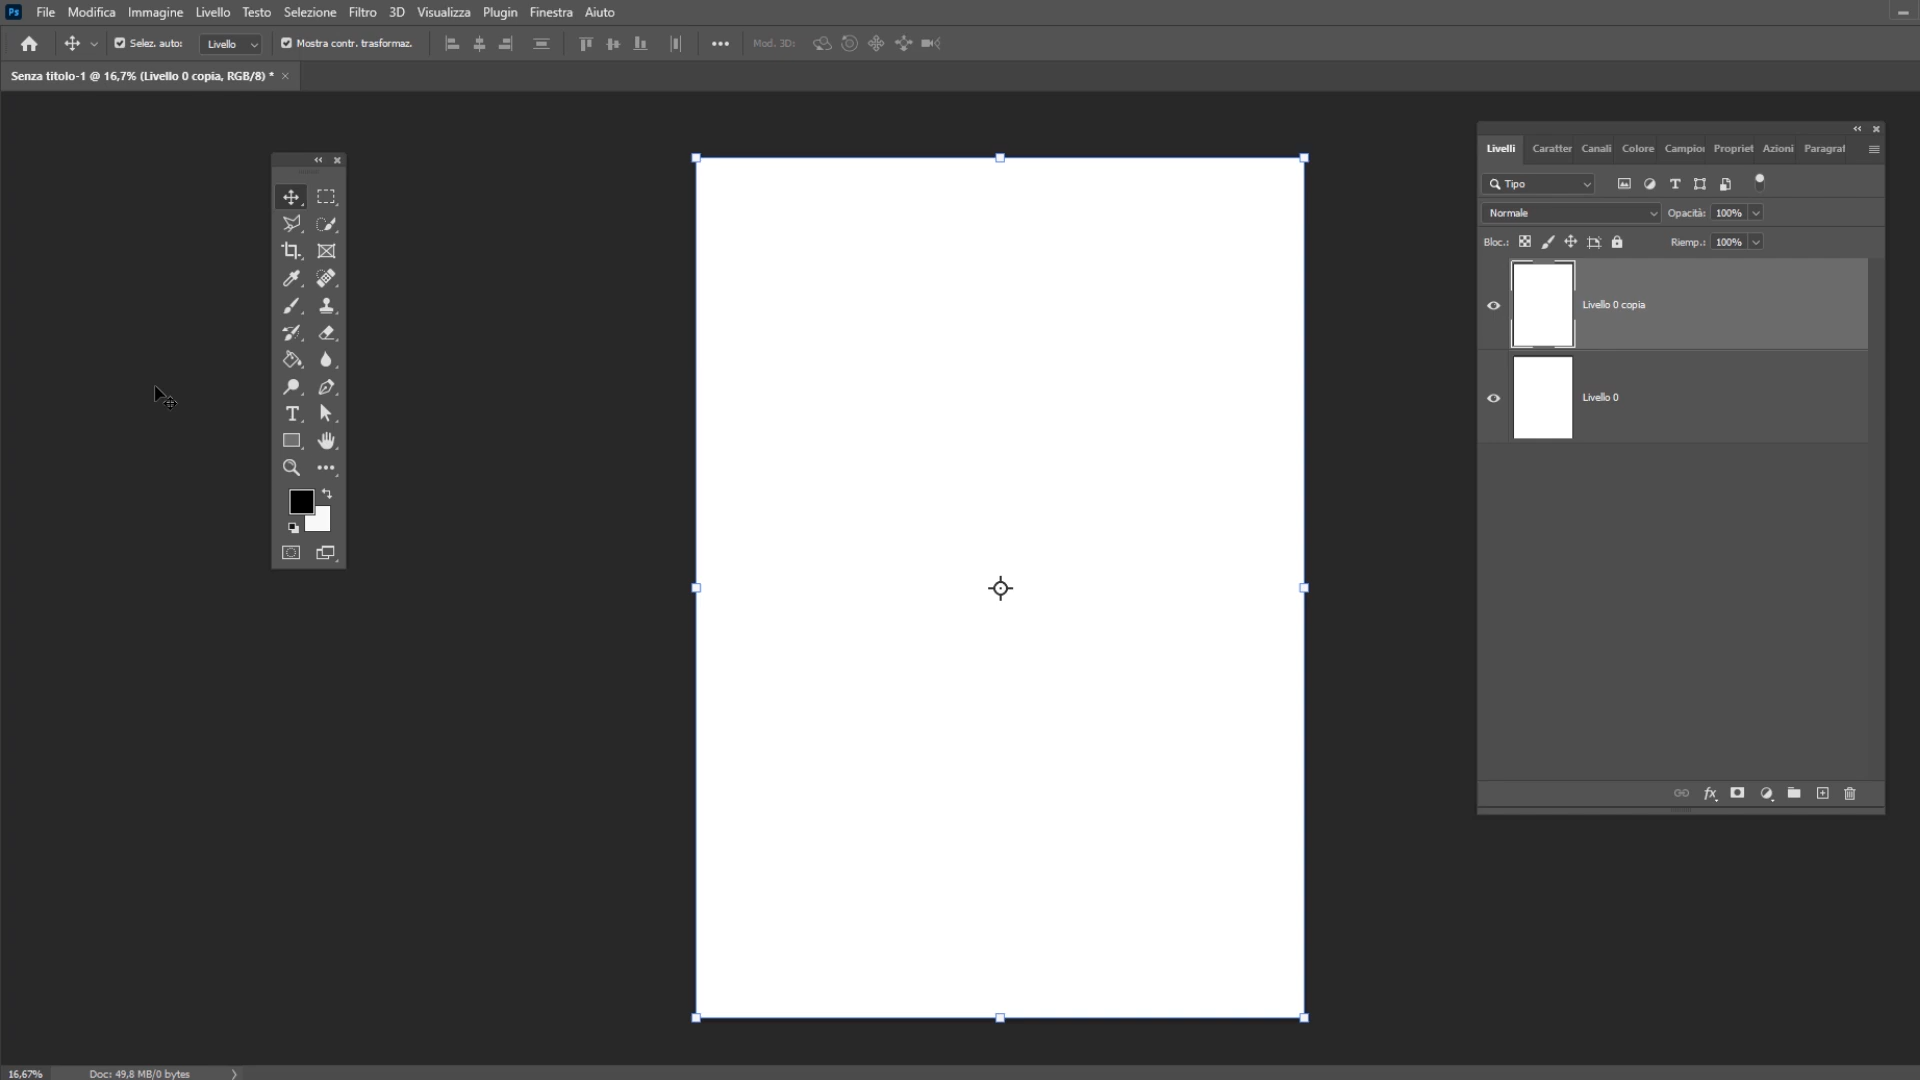 Ps File Modifica Immagine Livello Testo Selezione Filtro 3D Visualizza Plugin Finestra Aiuto
Selez. auto: Livello Mostra contr. trasformaz. Mod. 3D:
Senza titolo-1 @ 16,7% (Livello 0 copia, RGB/8) *
Livelli Caratter Canali Colore Campioi Propriet Azioni Paragraf
Tipo
Normale Opacità: 100%
Bloc.: Riemp.: 100%
Livello 0 copia
Livello 0
fx
16,67% Doc: 49,8 MB/0 bytes